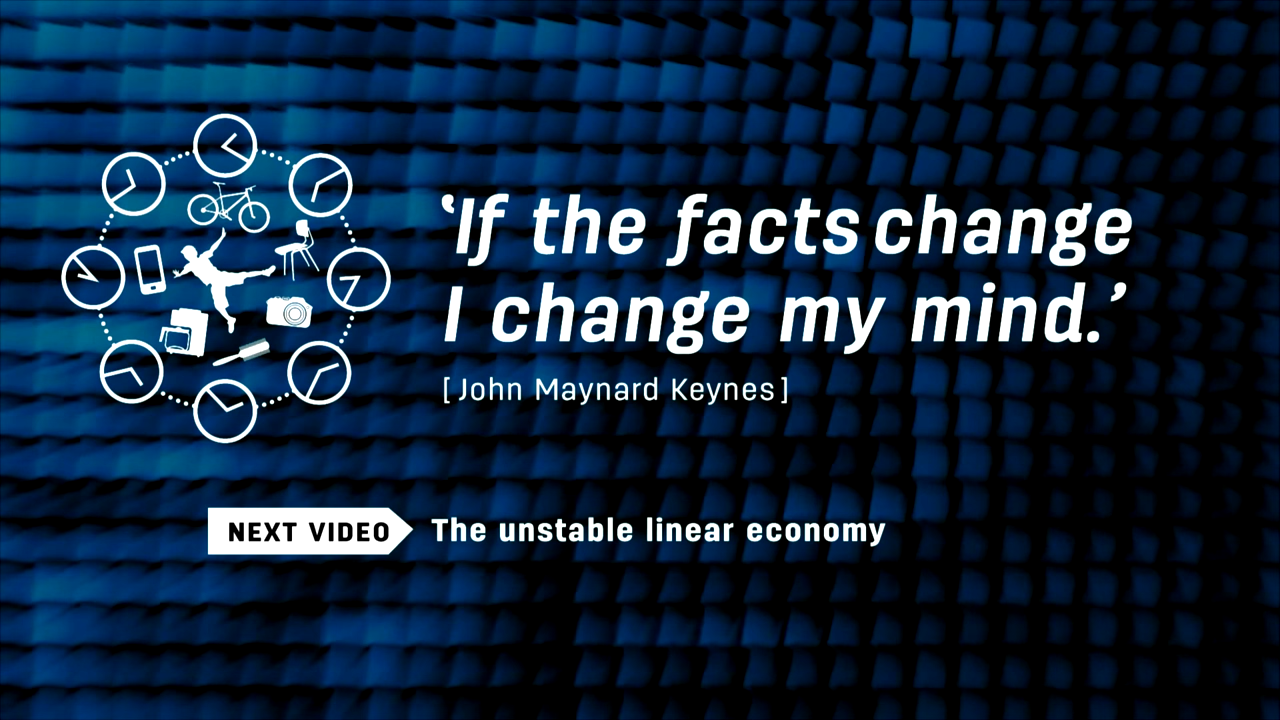 ‘If the facts change
I change my mind.’
[John Maynard Keynes]
NEXT VIDEO The unstable linear economy